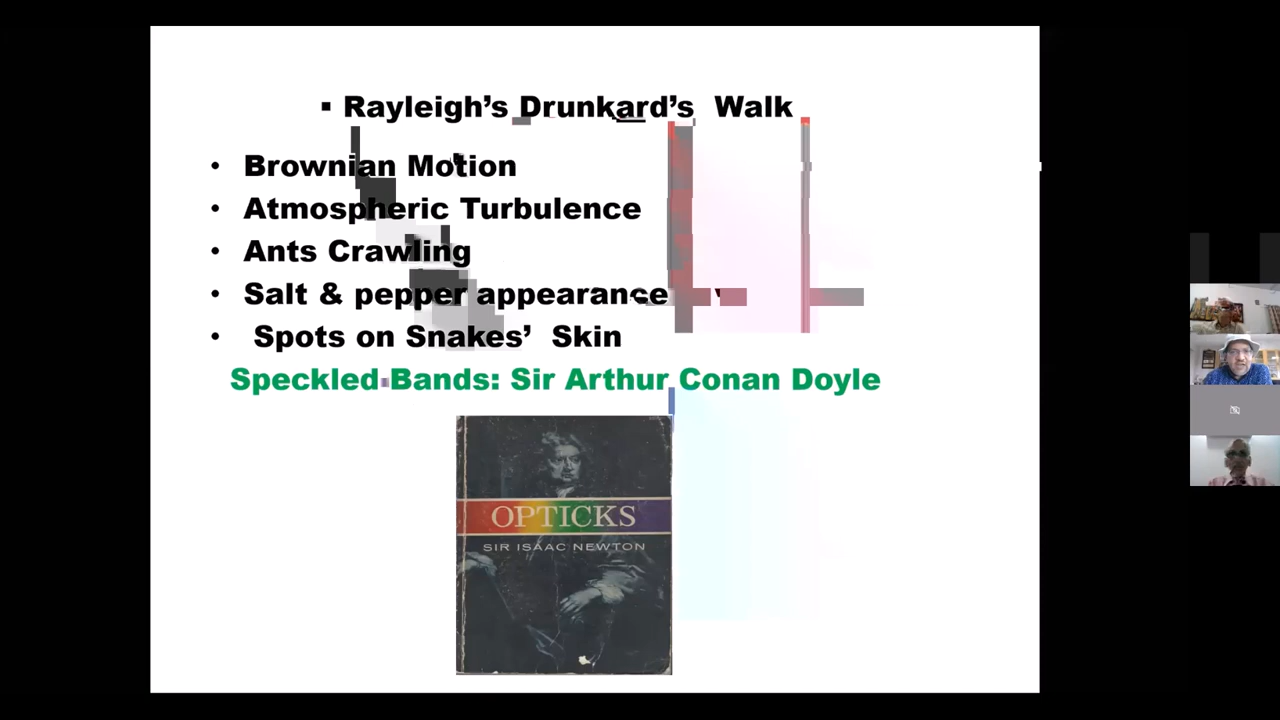 ▪ Rayleigh’s Drunkard’s Walk
• Brownian Motion
• Atmospheric Turbulence
• Ants Crawling
• Salt & pepper appearance
• Spots on Snakes’ Skin
Speckled Bands: Sir Arthur Conan Doyle
OPTICKS
SIR ISAAC NEWTON